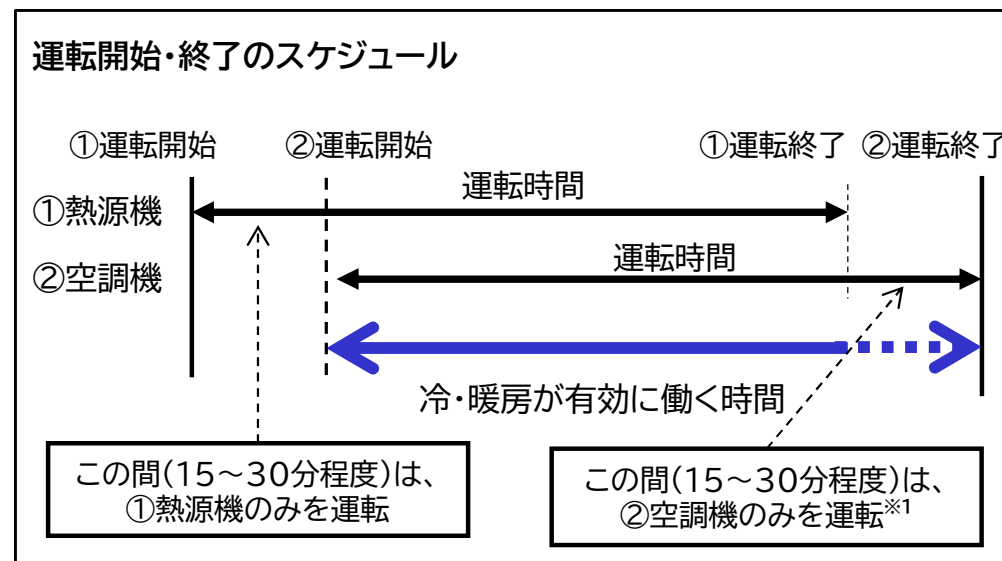 運転開始・終了のスケジュール
①運転開始 ②運転開始 ①運転終了 ②運転終了
運転時間
①熱源機
運転時間
②空調機
冷・暖房が有効に働く時間
この間(15～30分程度)は、
①熱源機のみを運転
この間(15～30分程度)は、
②空調機のみを運転※1